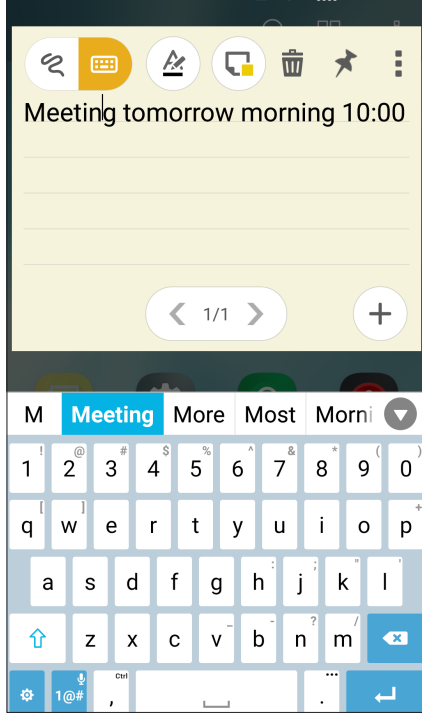 Meeting tomorrow morning 10:00
1/1
M Meeting More Most Morni
! @ # $ % ^ & * ( )
1 2 3 4 5 6 7 8 9 0
[ ] +
q w e r t y u i o p
: ; " '
a s d f g h j k l
_ - ? /
z x c v b n m
Ctrl ...
1@# , .